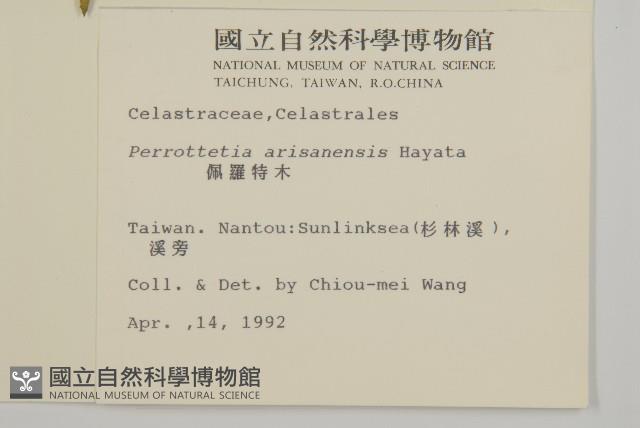 國立自然科學博物館
NATIONAL MUSEUM OF NATURAL SCIENCE
TAICHUNG, TAIWAN, R.O.CHINA
Celastraceae,Celastrales
Perrottetia arisanensis Hayata
佩羅特木
Taiwan. Nantou:Sunlinksea(杉林溪),
溪旁
Coll. & Det. by Chiou-mei Wang
Apr. ,14, 1992
國立自然科學博物館
NATIONAL MUSEUM OF NATURAL SCIENCE